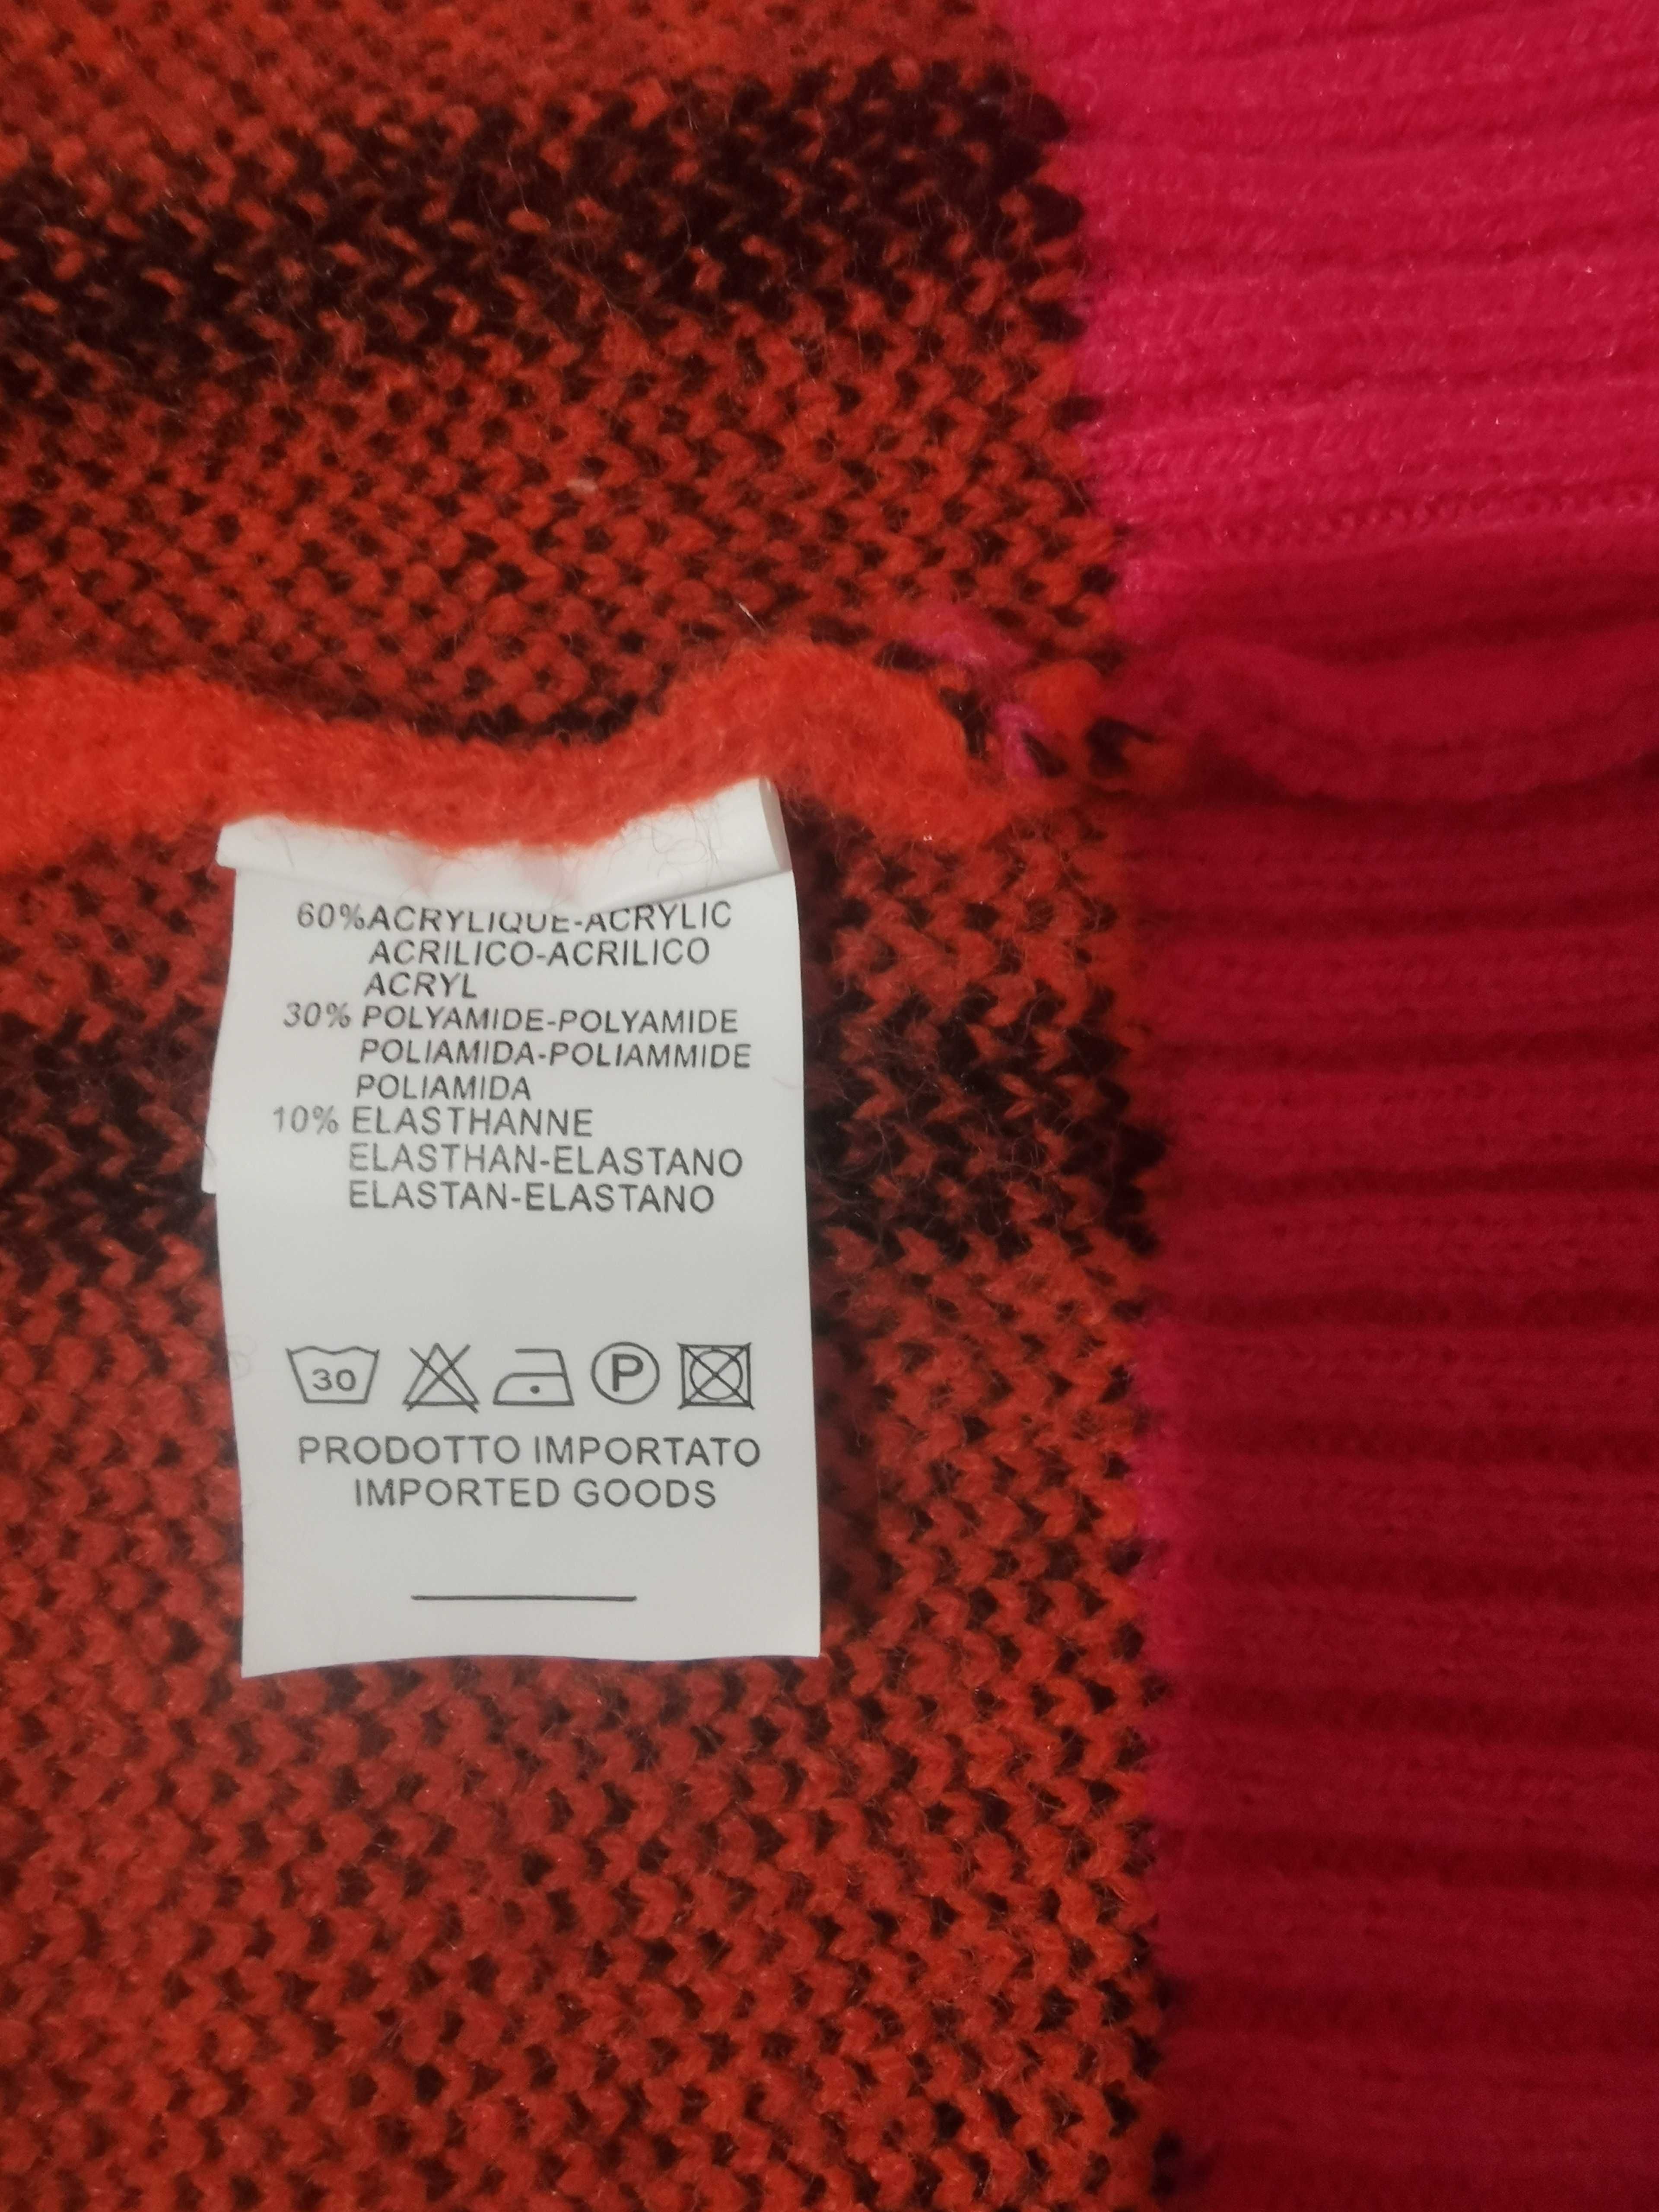 60%ACRYLIQUE-ACRYLIC
ACRILICO-ACRILICO
ACRYL
30% POLYAMIDE-POLYAMIDE
POLIAMIDA-POLIAMMIDE
POLIAMIDA
10% ELASTHANNE
ELASTHAN-ELASTANO
ELASTAN-ELASTANO
30 P
PRODOTTO IMPORTATO
IMPORTED GOODS